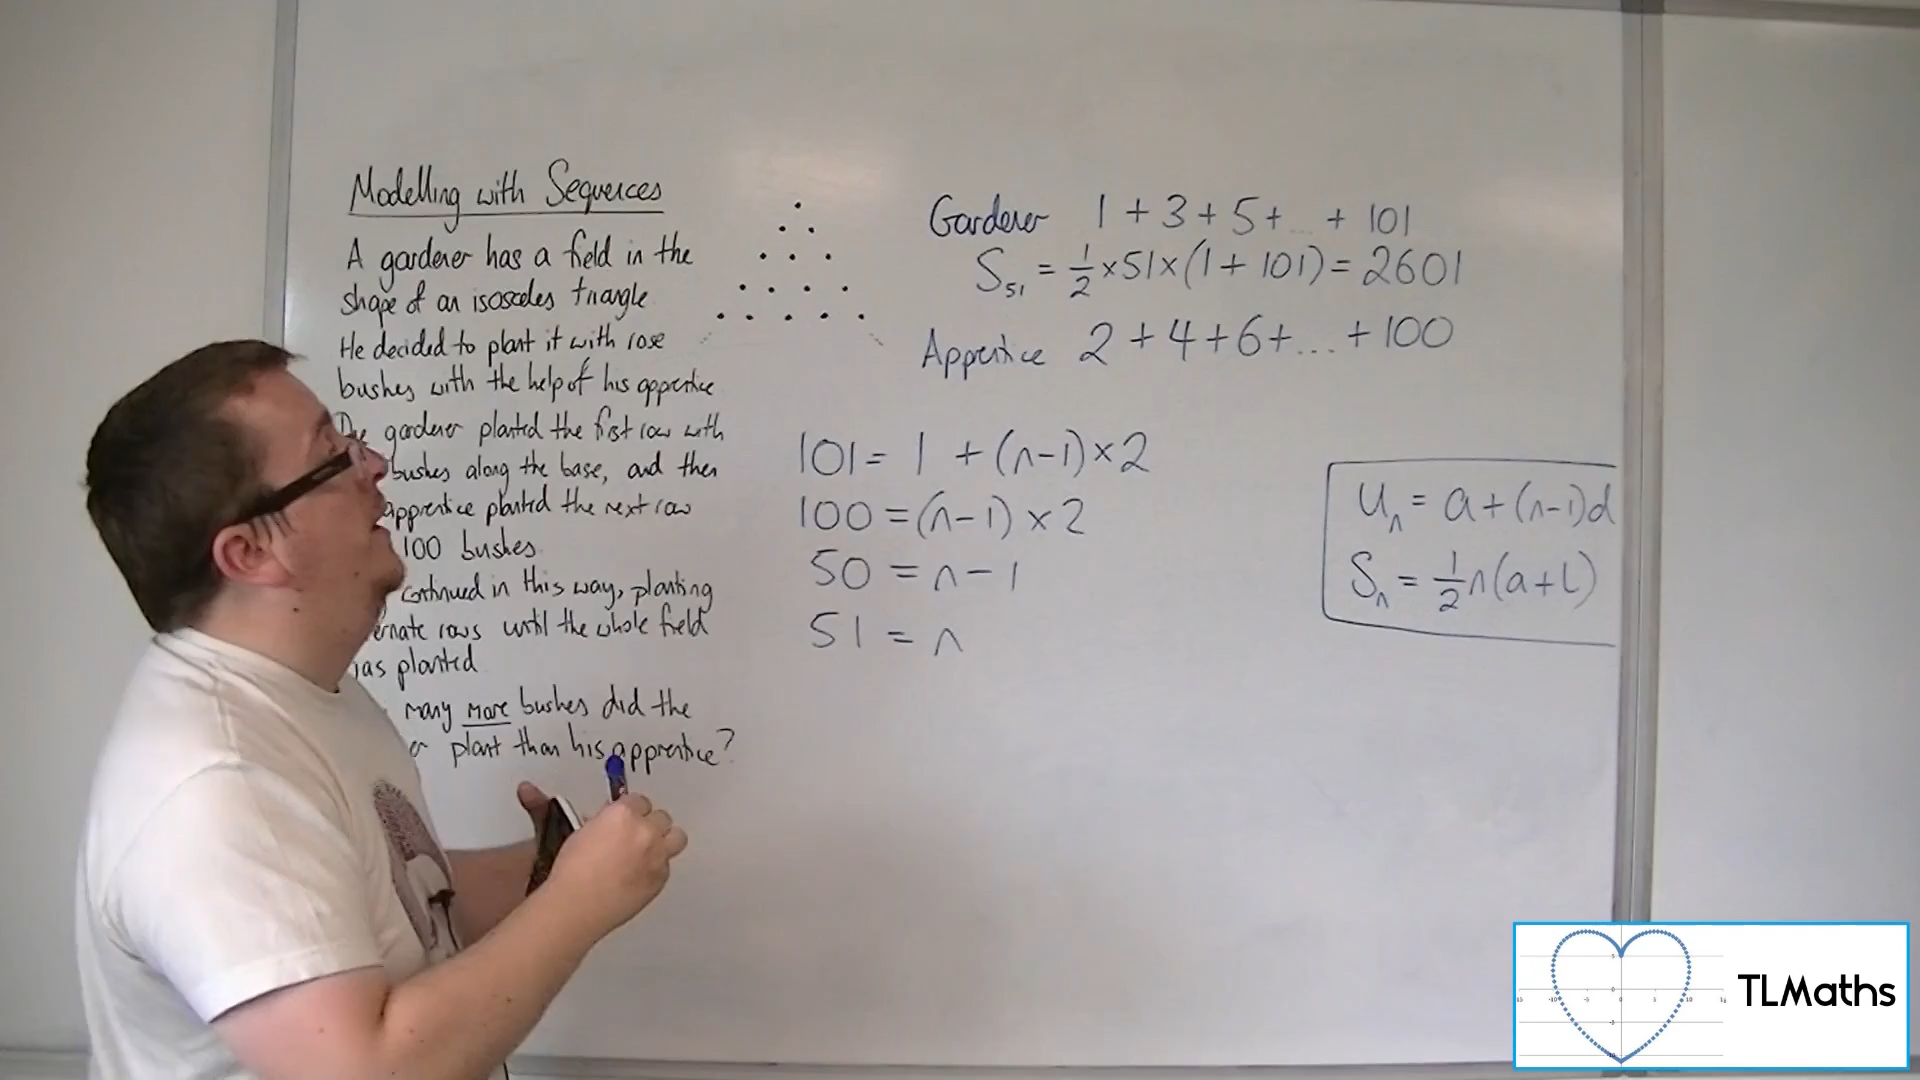 Modelling with Sequences
A gardener has a field in the
shape of an isosceles triangle
He decided to plant it with rose
bushes with the help of his apprentice
The gardener planted the first row with
bushes along the base, and then
apprentice planted the next row
100 bushes
continued in this way, planting
ernate rows until the whole field
as planted
many more bushes did the
plant than his apprentice?
Gardener 1 + 3 + 5 + ... + 101
S₅₁ = 1/2 × 51 × (1 + 101) = 2601
Apprentice 2 + 4 + 6 + ... + 100
101 = 1 + (n-1) × 2
100 = (n-1) × 2
50 = n - 1
51 = n
Uₙ = a + (n-1)d
Sₙ = 1/2 n(a + L)
TLMaths